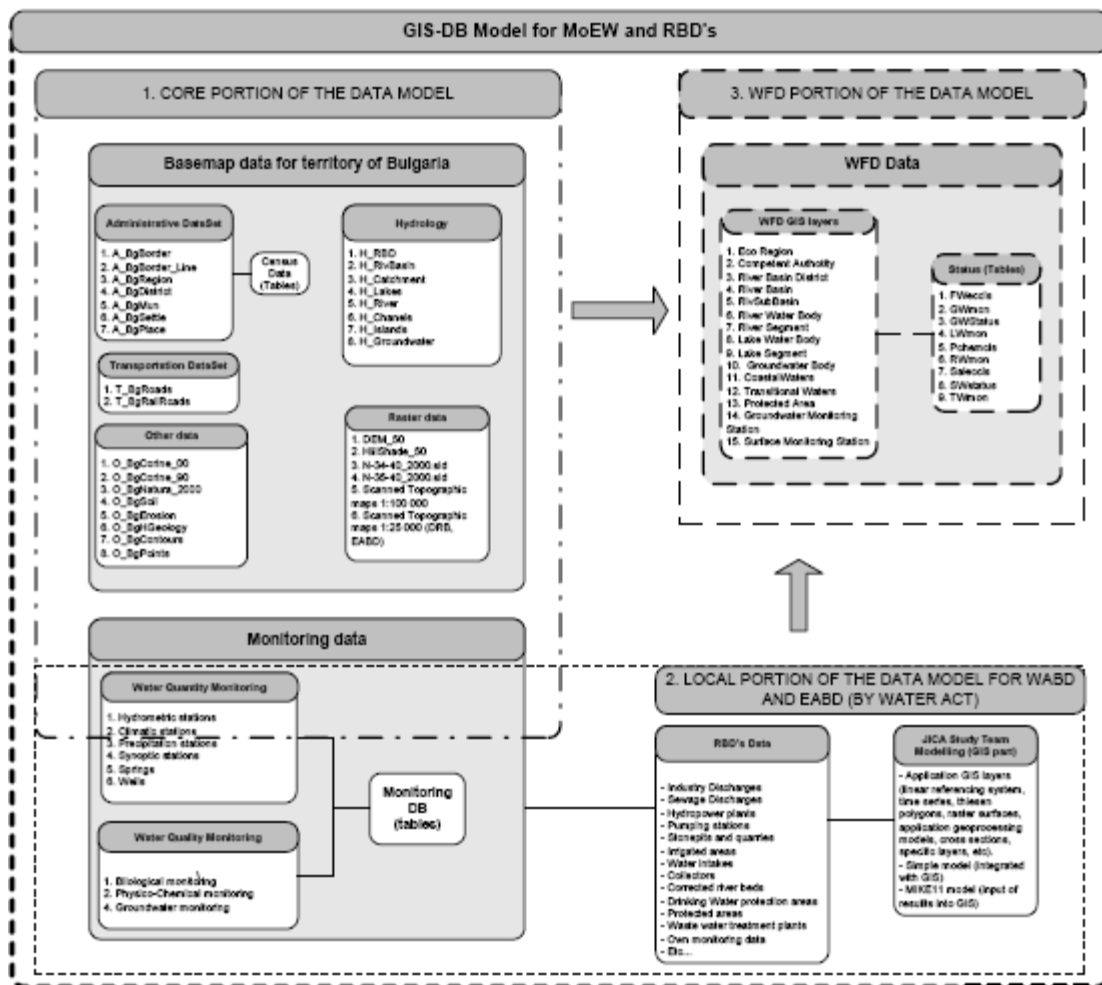 GIS-DB Model for MoEW and RBD's
1. CORE PORTION OF THE DATA MODEL
Basemap data for territory of Bulgaria
Administrative DataSet
1. A_BgBorder
2. A_BgBorder_Line
3. A_BgRegion
4. A_BgDistrict
5. A_BgMun
6. A_BgSettle
7. A_BgPlace
Census
Data
(Tables)
Hydrology
1. H_RBD
2. H_RivBasin
3. H_Catchment
4. H_Lakes
5. H_River
6. H_Chanels
7. H_Islands
8. H_Groundwater
Transportation DataSet
1. T_BgRoads
2. T_BgRailRoads
Other data
1. O_BgCorine_00
2. O_BgCorine_90
3. O_BgNatura_2000
4. O_BgSoil
5. O_BgErosion
6. O_BgHGeology
7. O_BgContours
8. O_BgPoints
Raster data
1. DEM_50
2. HillShade_50
3. N-34-40_2000.sid
4. N-35-40_2000.sid
5. Scanned Topographic
maps 1:100 000
6. Scanned Topographic
maps 1:25 000 (DRB,
EABD)
Monitoring data
Water Quantity Monitoring
1. Hydrometric stations
2. Climatic stations
3. Precipitation stations
4. Synoptic stations
5. Springs
6. Wells
Water Quality Monitoring
1. Biological monitoring
2. Physico-Chemical monitoring
4. Groundwater monitoring
Monitoring
DB
(tables)
3. WFD PORTION OF THE DATA MODEL
WFD Data
WFD GIS layers
1. Eco Region
2. Competent Authority
3. River Basin District
4. River Basin
5. RivSubBasin
6. River Water Body
7. River Segment
8. Lake Water Body
9. Lake Segment
10. Groundwater Body
11. CoastalWaters
12. Transitional Waters
13. Protected Area
14. Groundwater Monitoring
Station
15. Surface Monitoring Station
Status (Tables)
1. FWeccls
2. GWmon
3. GWStatus
4. LWmon
5. Pchemcls
6. RWmon
7. Saleccls
8. SWstatus
9. TWmon
2. LOCAL PORTION OF THE DATA MODEL FOR WABD
AND EABD (BY WATER ACT)
RBD's Data
- Industry Discharges
- Sewage Discharges
- Hydropower plants
- Pumping stations
- Stonepits and quarries
- Irrigated areas
- Water intakes
- Collectors
- Corrected river beds
- Drinking Water protection areas
- Protected areas
- Waste water treatment plants
- Own monitoring data
- Etc...
JICA Study Team
Modelling (GIS part)
- Application GIS layers
(linear referencing system,
time series, thiesen
polygons, raster surfaces,
application geoprocessing
models, cross sections,
specific layers, etc).
- Simple model (integrated
with GIS)
- MIKE11 model (input of
results into GIS)